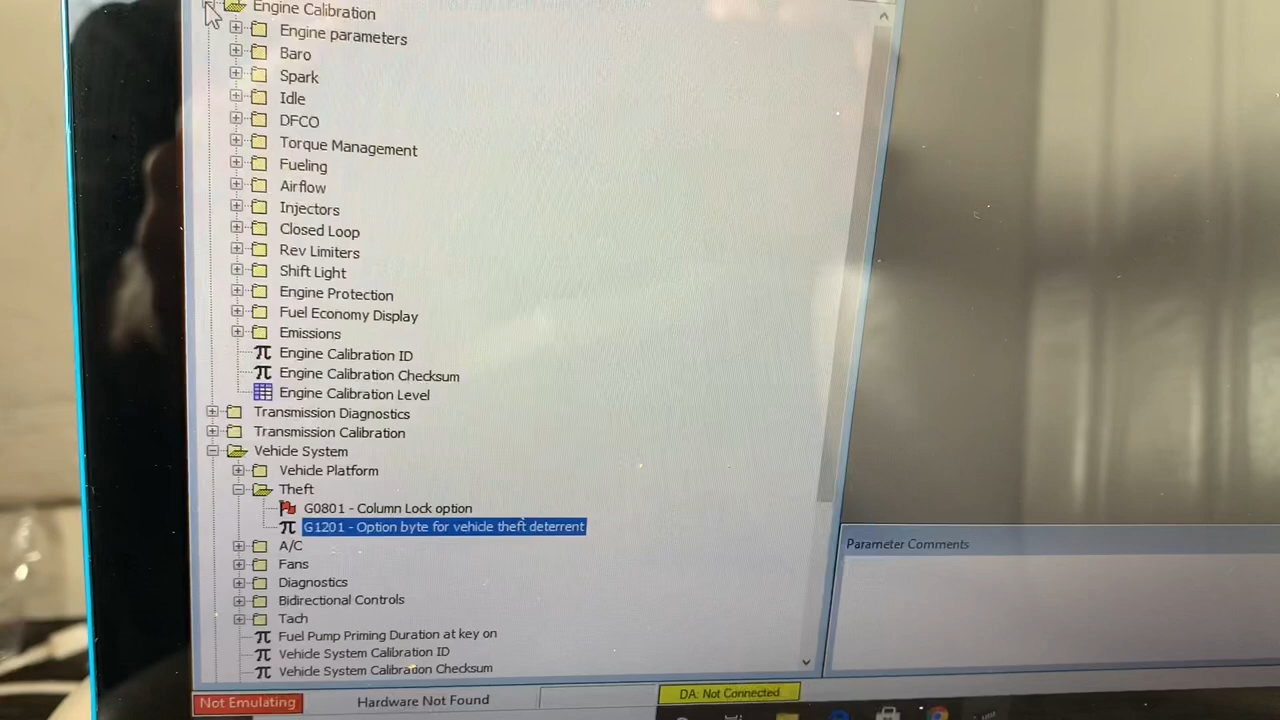 Engine Calibration
Engine parameters
Baro
Spark
Idle
DFCO
Torque Management
Fueling
Airflow
Injectors
Closed Loop
Rev Limiters
Shift Light
Engine Protection
Fuel Economy Display
Emissions
Engine Calibration ID
Engine Calibration Checksum
Engine Calibration Level
Transmission Diagnostics
Transmission Calibration
Vehicle System
Vehicle Platform
Theft
G0801 - Column Lock option
G1201 - Option byte for vehicle theft deterrent
A/C
Fans
Diagnostics
Bidirectional Controls
Tach
Fuel Pump Priming Duration at key on
Vehicle System Calibration ID
Vehicle System Calibration Checksum
Parameter Comments
Not Emulating
Hardware Not Found
DA: Not Connected